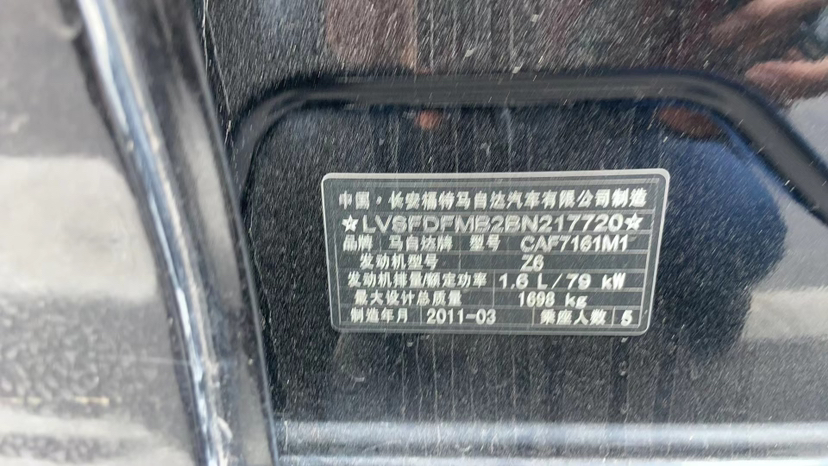 中国·长安福特马自达汽车有限公司制造
☆LVSFDFMB2BN217720☆
品牌 马自达牌 型号 CAF7161M1
发动机型号 Z6
发动机排量/额定功率 1.6 L/79 kW
最大设计总质量 1698 kg
制造年月 2011-03 乘座人数 5